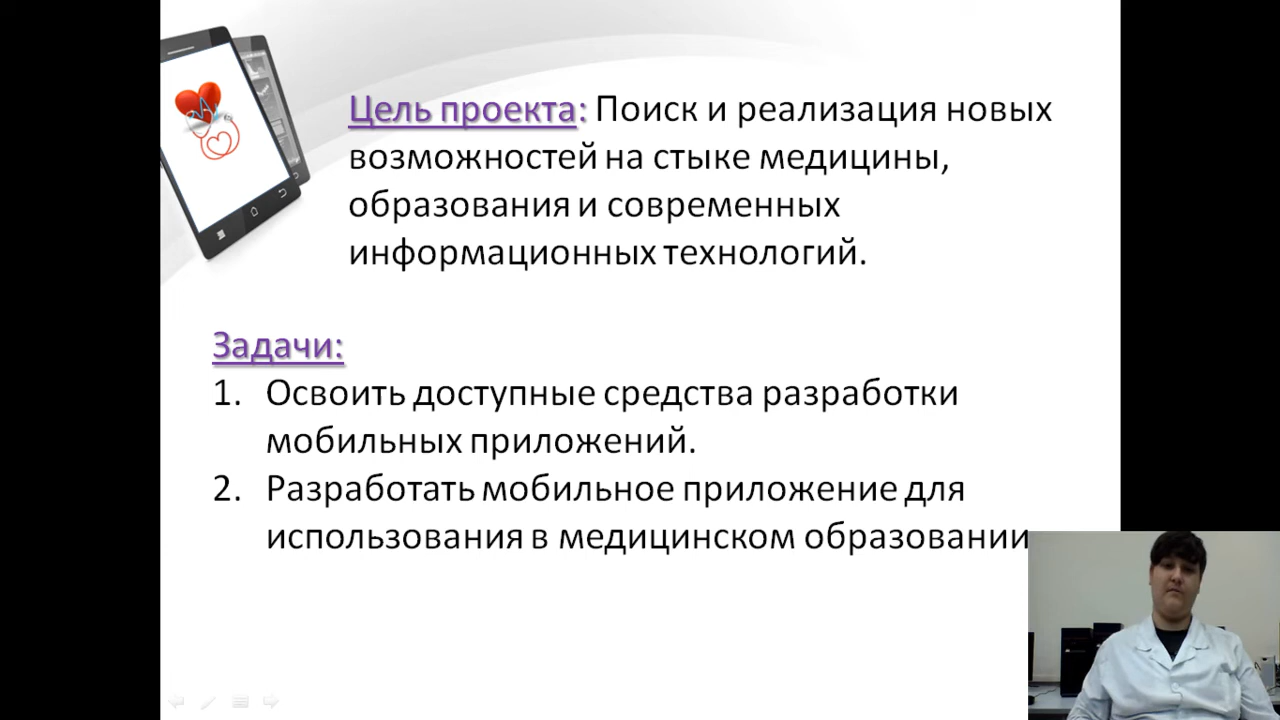 Цель проекта: Поиск и реализация новых
возможностей на стыке медицины,
образования и современных
информационных технологий.
Задачи:
1. Освоить доступные средства разработки
мобильных приложений.
2. Разработать мобильное приложение для
использования в медицинском образовании